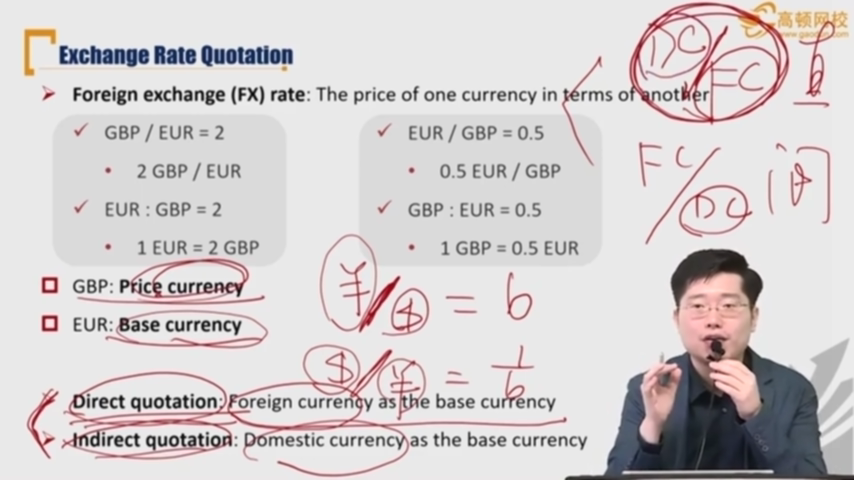 高顿网校
www.gaodun.com
Exchange Rate Quotation
DC/FC 直
Foreign exchange (FX) rate: The price of one currency in terms of another
GBP / EUR = 2
2 GBP / EUR
EUR : GBP = 2
1 EUR = 2 GBP
EUR / GBP = 0.5
0.5 EUR / GBP
GBP : EUR = 0.5
1 GBP = 0.5 EUR
FC/DC 间
GBP: Price currency
EUR: Base currency
¥/$ = 6
$/¥ = 1/6
Direct quotation: Foreign currency as the base currency
Indirect quotation: Domestic currency as the base currency